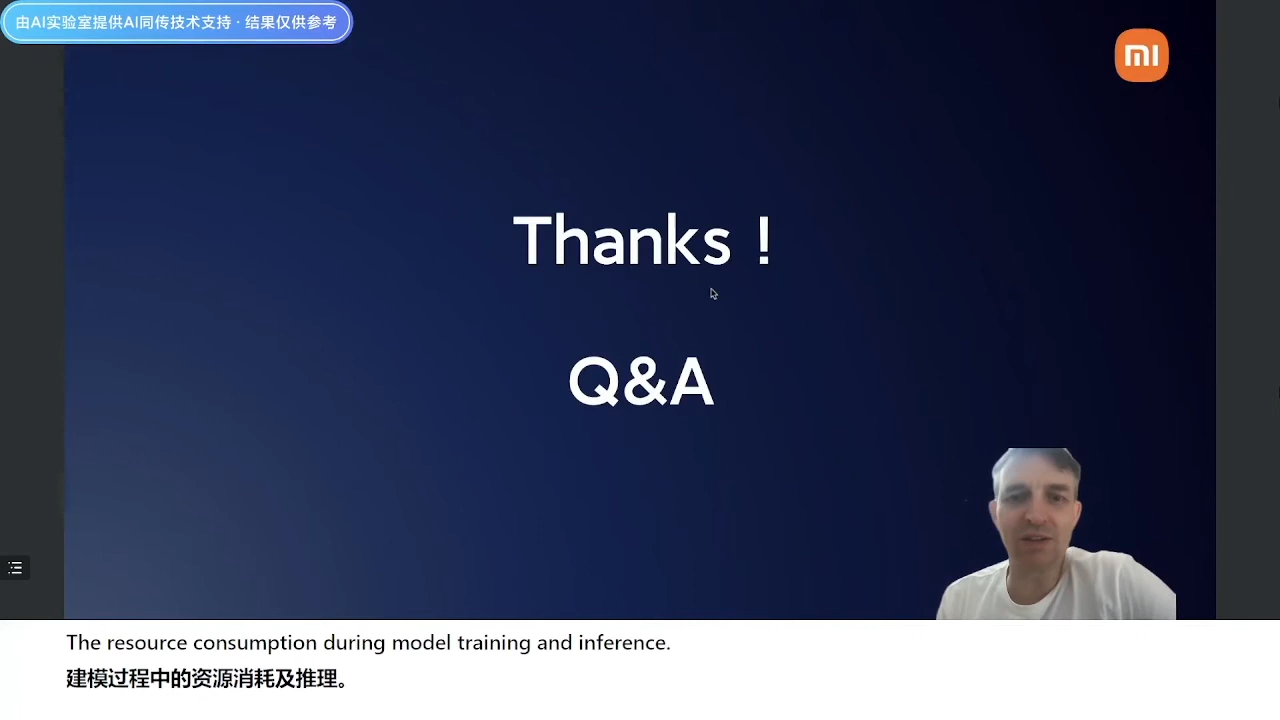 由AI实验室提供AI同传技术支持 · 结果仅供参考
mi
Thanks !
Q&A
The resource consumption during model training and inference.
建模过程中的资源消耗及推理。